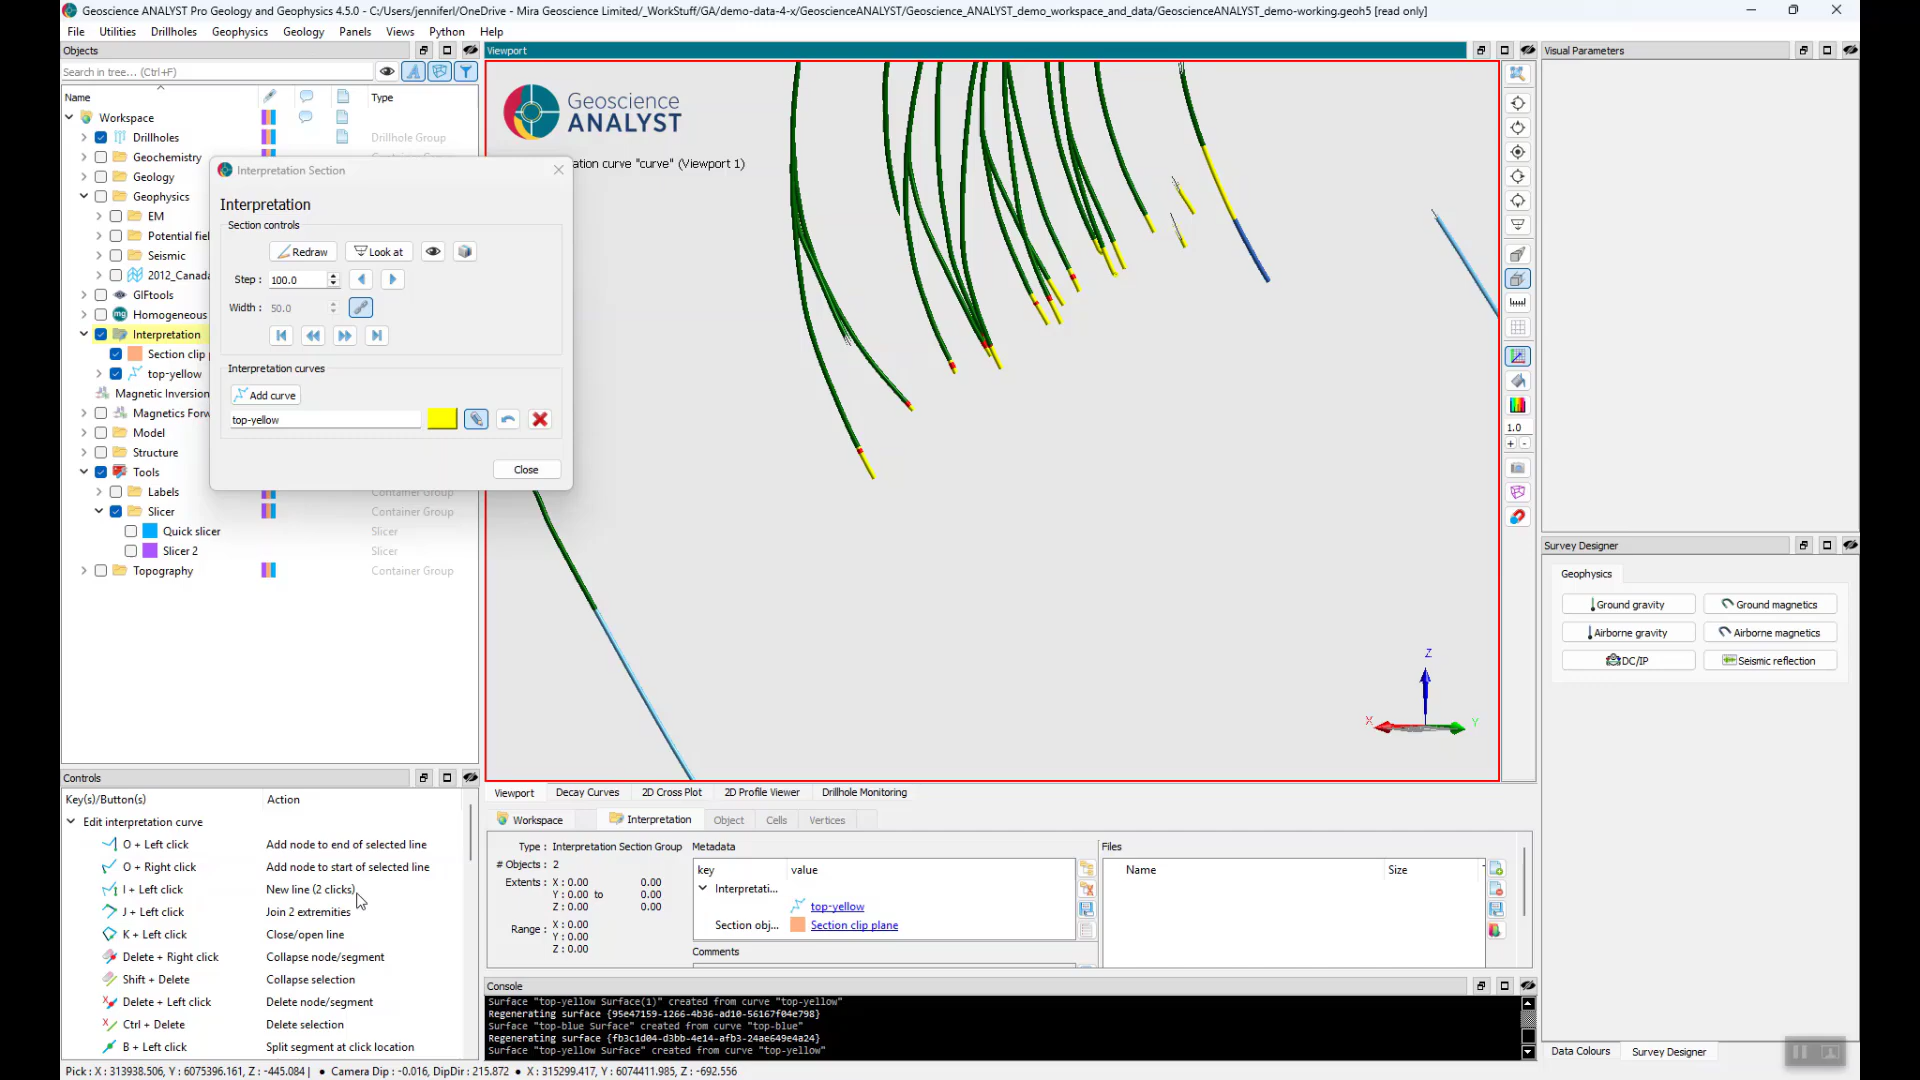 Geoscience ANALYST Pro Geology and Geophysics 4.5.0 - C:/Users/jenniferl/OneDrive - Mira Geoscience Limited/_WorkStuff/GA/demo-data-4-x/GeoscienceANALYST/Geoscience_ANALYST_demo_workspace_and_data/GeoscienceANALYST_demo-working.geoh5 [read only]
File Utilities Drillholes Geophysics Geology Panels Views Python Help
Objects
Search in tree... (Ctrl+F)
Name Type
Workspace
Drillholes Drillhole Group
Geochemistry Container Group
Geology
Geophysics
EM
Potential fiel
Seismic
2012_Canada
GIFtools
Homogeneous
Interpretation
Section clip p
top-yellow
Magnetic Inversion
Magnetics Forw
Model
Structure
Tools
Labels Container Group
Slicer Container Group
Quick slicer Slicer
Slicer 2 Slicer
Topography Container Group
Interpretation Section
Interpretation
Section controls
Redraw Look at
Step : 100.0
Width : 50.0
Interpretation curves
Add curve
top-yellow
Close
Viewport
Geoscience
ANALYST
ation curve "curve" (Viewport 1)
Z
X Y
1.0
+ -
Visual Parameters
Survey Designer
Geophysics
Ground gravity Ground magnetics
Airborne gravity Airborne magnetics
DC/IP Seismic reflection
Data Colours Survey Designer
Controls
Key(s)/Button(s) Action
Edit interpretation curve
O + Left click Add node to end of selected line
O + Right click Add node to start of selected line
I + Left click New line (2 clicks)
J + Left click Join 2 extremities
K + Left click Close/open line
Delete + Right click Collapse node/segment
Shift + Delete Collapse selection
Delete + Left click Delete node/segment
Ctrl + Delete Delete selection
B + Left click Split segment at click location
Viewport Decay Curves 2D Cross Plot 2D Profile Viewer Drillhole Monitoring
Workspace Interpretation Object Cells Vertices
Type : Interpretation Section Group
# Objects : 2
Extents : X : 0.00 0.00
Y : 0.00 to 0.00
Z : 0.00 0.00
Range : X : 0.00
Y : 0.00
Z : 0.00
Metadata
key value
Interpretati...
top-yellow
Section obj... Section clip plane
Comments
Files
Name Size
Console
Surface "top-yellow Surface(1)" created from curve "top-yellow"
Regenerating surface {95e47159-1266-4b36-ad10-56167f04e798}
Surface "top-blue Surface" created from curve "top-blue"
Regenerating surface {fb3c1d04-d3bb-4e14-afb3-24ae649e4a24}
Surface "top-yellow Surface" created from curve "top-yellow"
Pick : X : 313938.506, Y : 6075396.161, Z : -445.084 | ● Camera Dip : -0.016, DipDir : 215.872 ● X : 315299.417, Y : 6074411.985, Z : -692.556